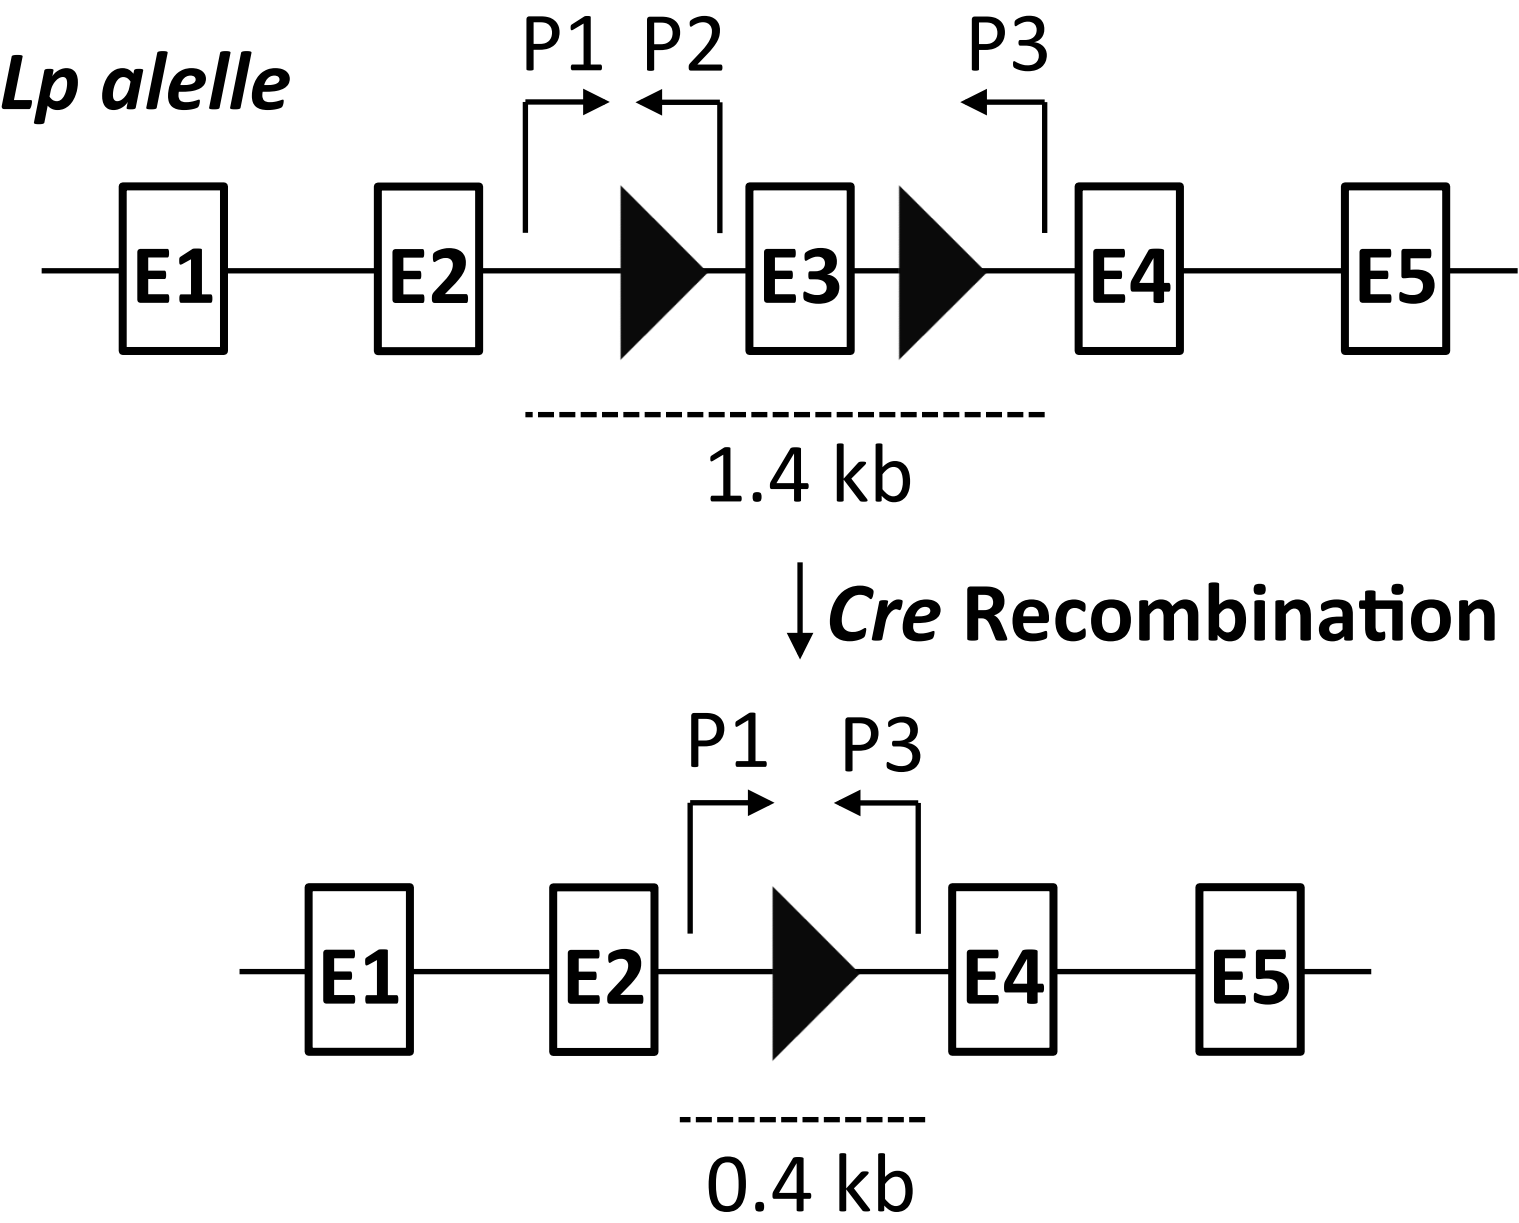 Lp alelle
P1 P2 P3
E1 E2 E3 E4 E5
1.4 kb
Cre Recombination
P1 P3
E1 E2 E4 E5
0.4 kb